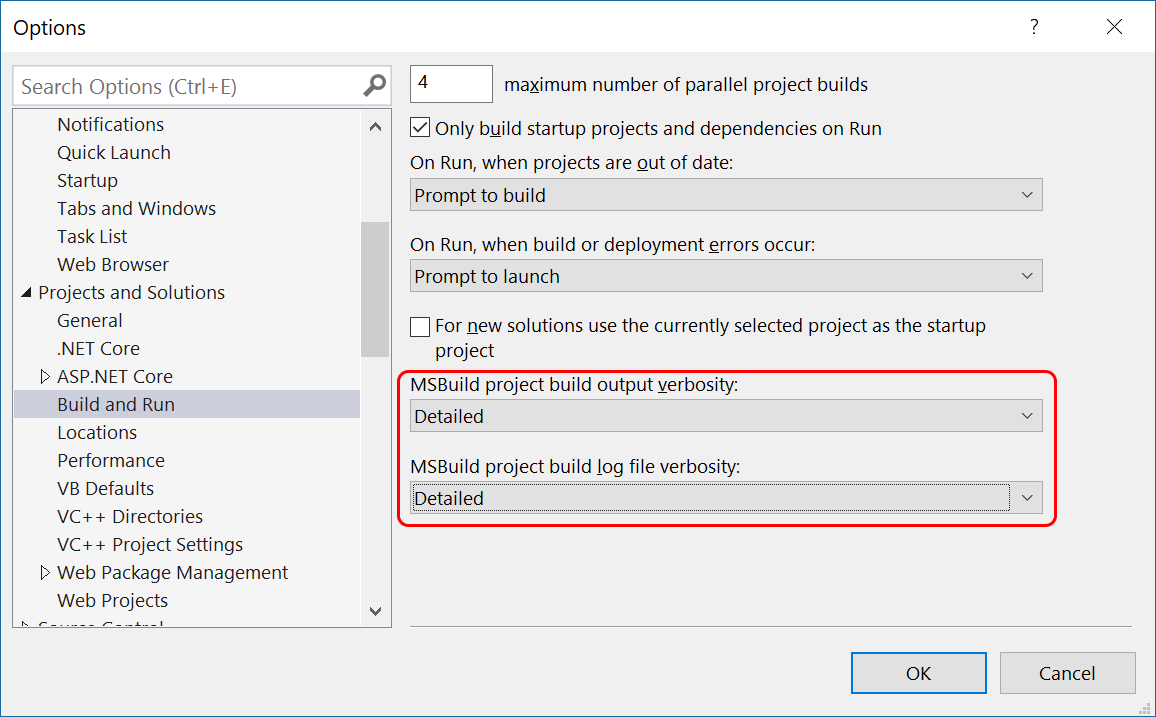 Options
?
Search Options (Ctrl+E)
Notifications
Quick Launch
Startup
Tabs and Windows
Task List
Web Browser
Projects and Solutions
General
.NET Core
ASP.NET Core
Build and Run
Locations
Performance
VB Defaults
VC++ Directories
VC++ Project Settings
Web Package Management
Web Projects
Source Control
4
maximum number of parallel project builds
Only build startup projects and dependencies on Run
On Run, when projects are out of date:
Prompt to build
On Run, when build or deployment errors occur:
Prompt to launch
For new solutions use the currently selected project as the startup
project
MSBuild project build output verbosity:
Detailed
MSBuild project build log file verbosity:
Detailed
OK
Cancel